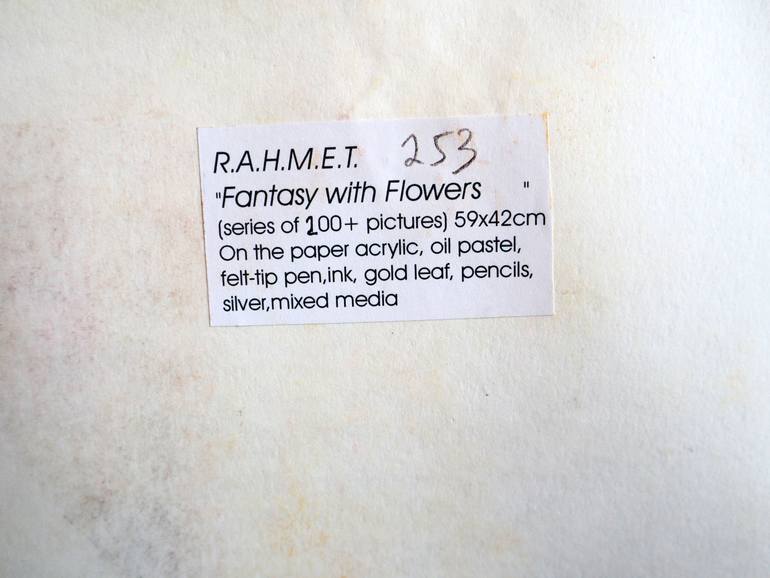 R.A.H.M.E.T. 253
"Fantasy with Flowers "
(series of 200+ pictures) 59x42cm
On the paper acrylic, oil pastel,
felt-tip pen,ink, gold leaf, pencils,
silver,mixed media